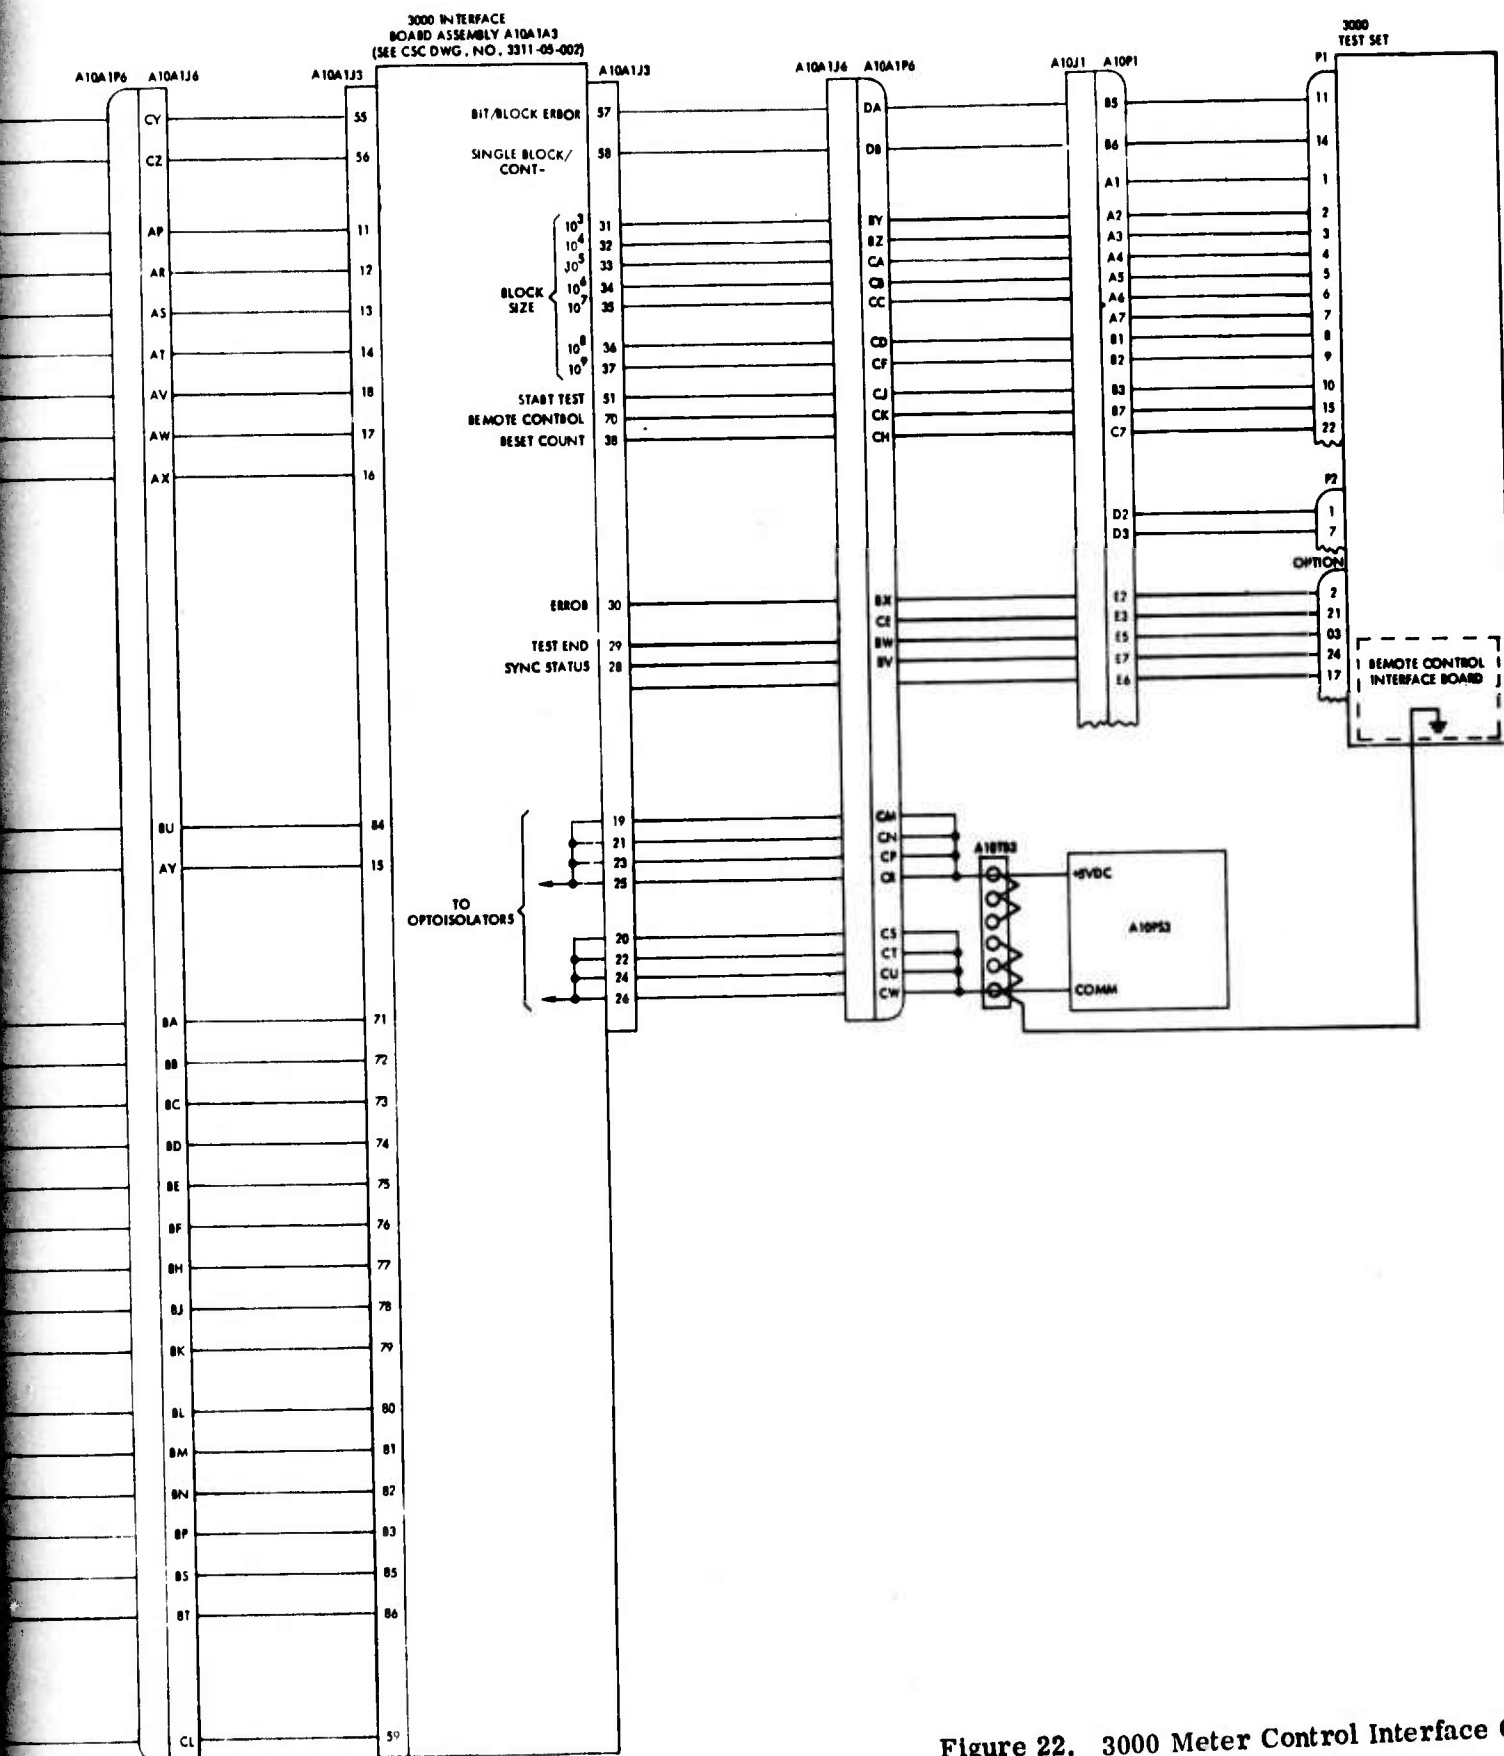 3000 INTERFACE
BOARD ASSEMBLY A10A1A3
(SEE CSC DWG. NO. 3311-05-002)
3000
TEST SET
A10A1P6 A10A1J6 A10A1J3 A10A1J3 A10A1J6 A10A1P6 A10J1 A10P1 P1
CY 55
CZ 56
AP 11
AR 12
AS 13
AT 14
AV 18
AW 17
AX 16
BU 84
AY 15
BA 71
BB 72
BC 73
BD 74
BE 75
BF 76
BH 77
BJ 78
BK 79
BL 80
BM 81
BN 82
BP 83
BS 85
BT 86
CL 59
BIT/BLOCK ERROR 57 DA
SINGLE BLOCK/ 58 DB
CONT-
BLOCK
SIZE
10³ 31 BY
10⁴ 32 BZ
10⁵ 33 CA
10⁶ 34 CB
10⁷ 35 CC
10⁸ 36 CD
10⁹ 37 CF
START TEST 51 CJ
REMOTE CONTROL 70 CK
RESET COUNT 38 CH
ERROR 30 BX
CE
TEST END 29 BW
SYNC STATUS 28 BV
TO
OPTOISOLATORS
19 CM
21 CN
23 CP
25 CR
20 CS
22 CT
24 CU
26 CW
B5 11
B6 14
A1 1
A2 2
A3 3
A4 4
A5 5
A6 6
A7 7
B1 8
B2 9
B3 10
B7 15
C7 22
P2
D2 1
D3 7
OPTION
E2 2
E3 21
E5 03
E7 24
E6 17
REMOTE CONTROL
INTERFACE BOARD
A10TB3
+5VDC
A10PS3
COMM
Figure 22. 3000 Meter Control Interface